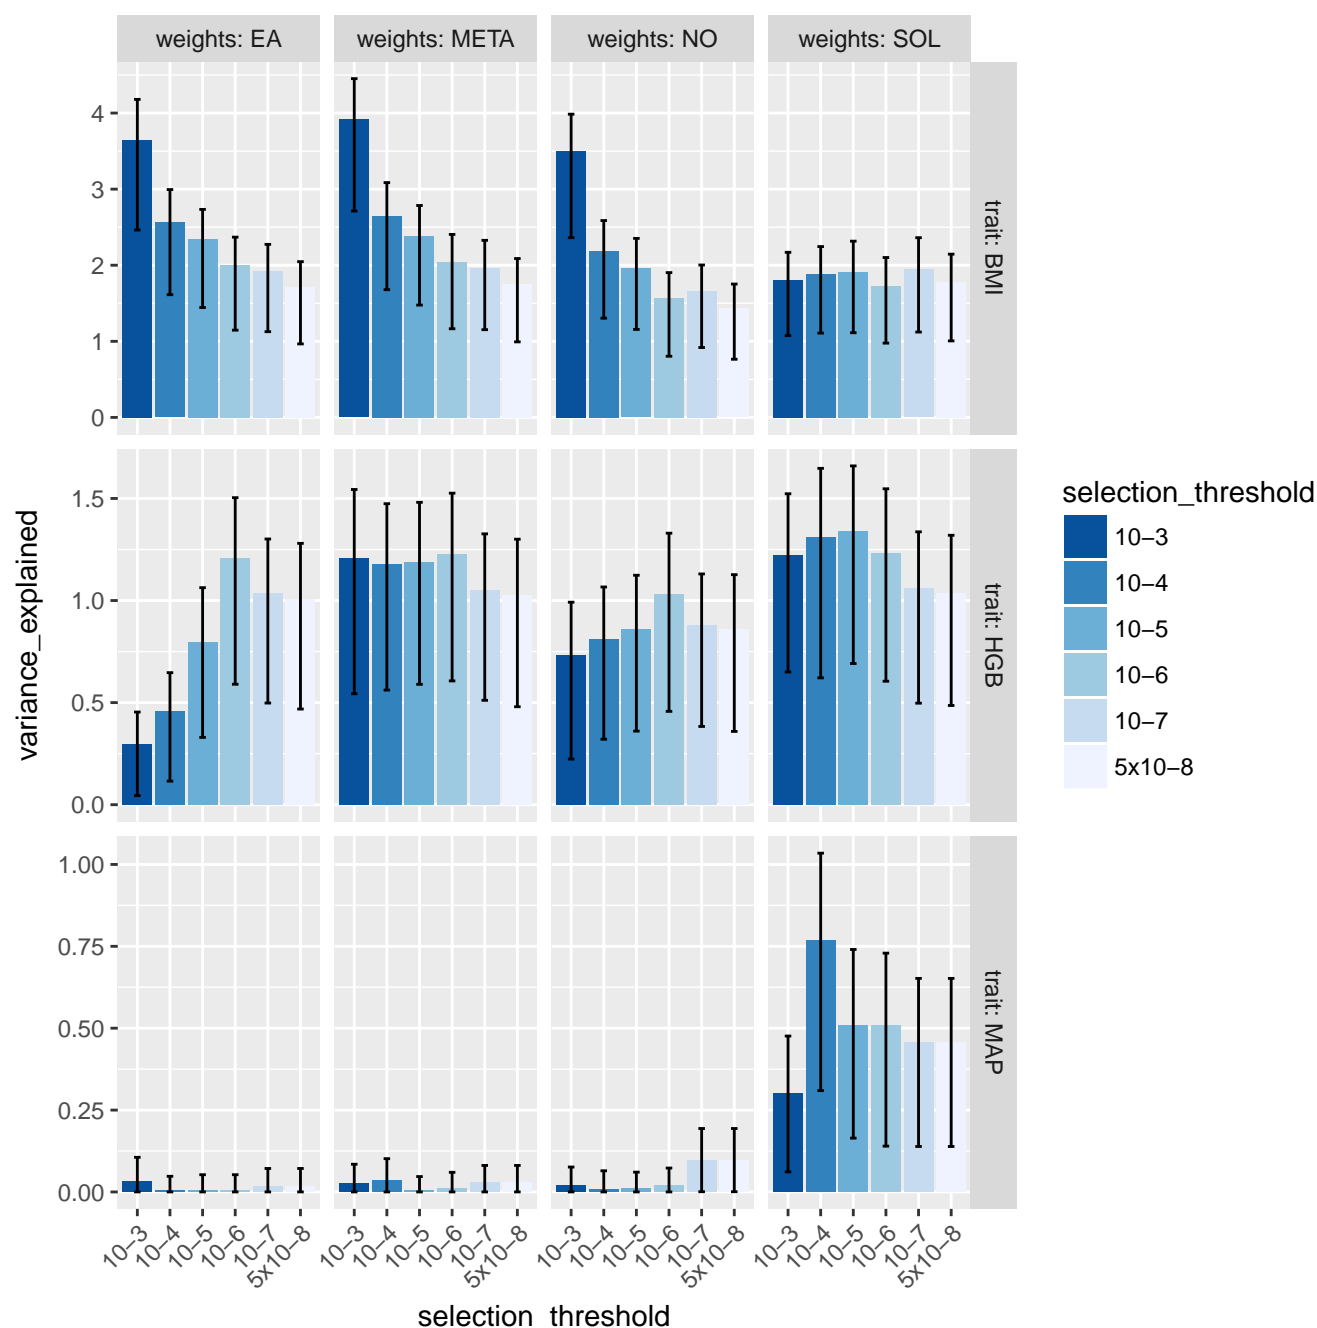 weights: EA
weights: META
weights: NO
weights: SOL
4
3
2
1
0
trait: BMI
1.5
1.0
0.5
0.0
trait: HGB
1.00
0.75
0.50
0.25
0.00
trait: MAP
variance_explained
10−3
10−4
10−5
10−6
10−7
5x10−8
10−3
10−4
10−5
10−6
10−7
5x10−8
10−3
10−4
10−5
10−6
10−7
5x10−8
10−3
10−4
10−5
10−6
10−7
5x10−8
selection_threshold
selection_threshold
10−3
10−4
10−5
10−6
10−7
5x10−8